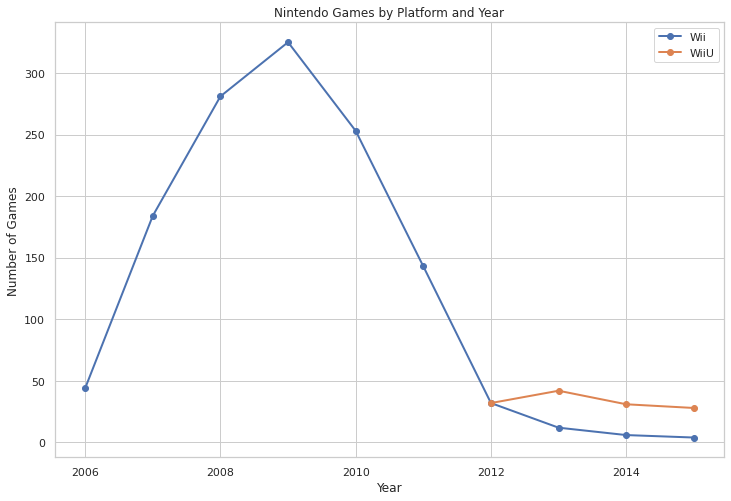 Nintendo Games by Platform and Year
Wii
WiiU
Number of Games
300
250
200
150
100
50
0
2006
2008
2010
2012
2014
Year